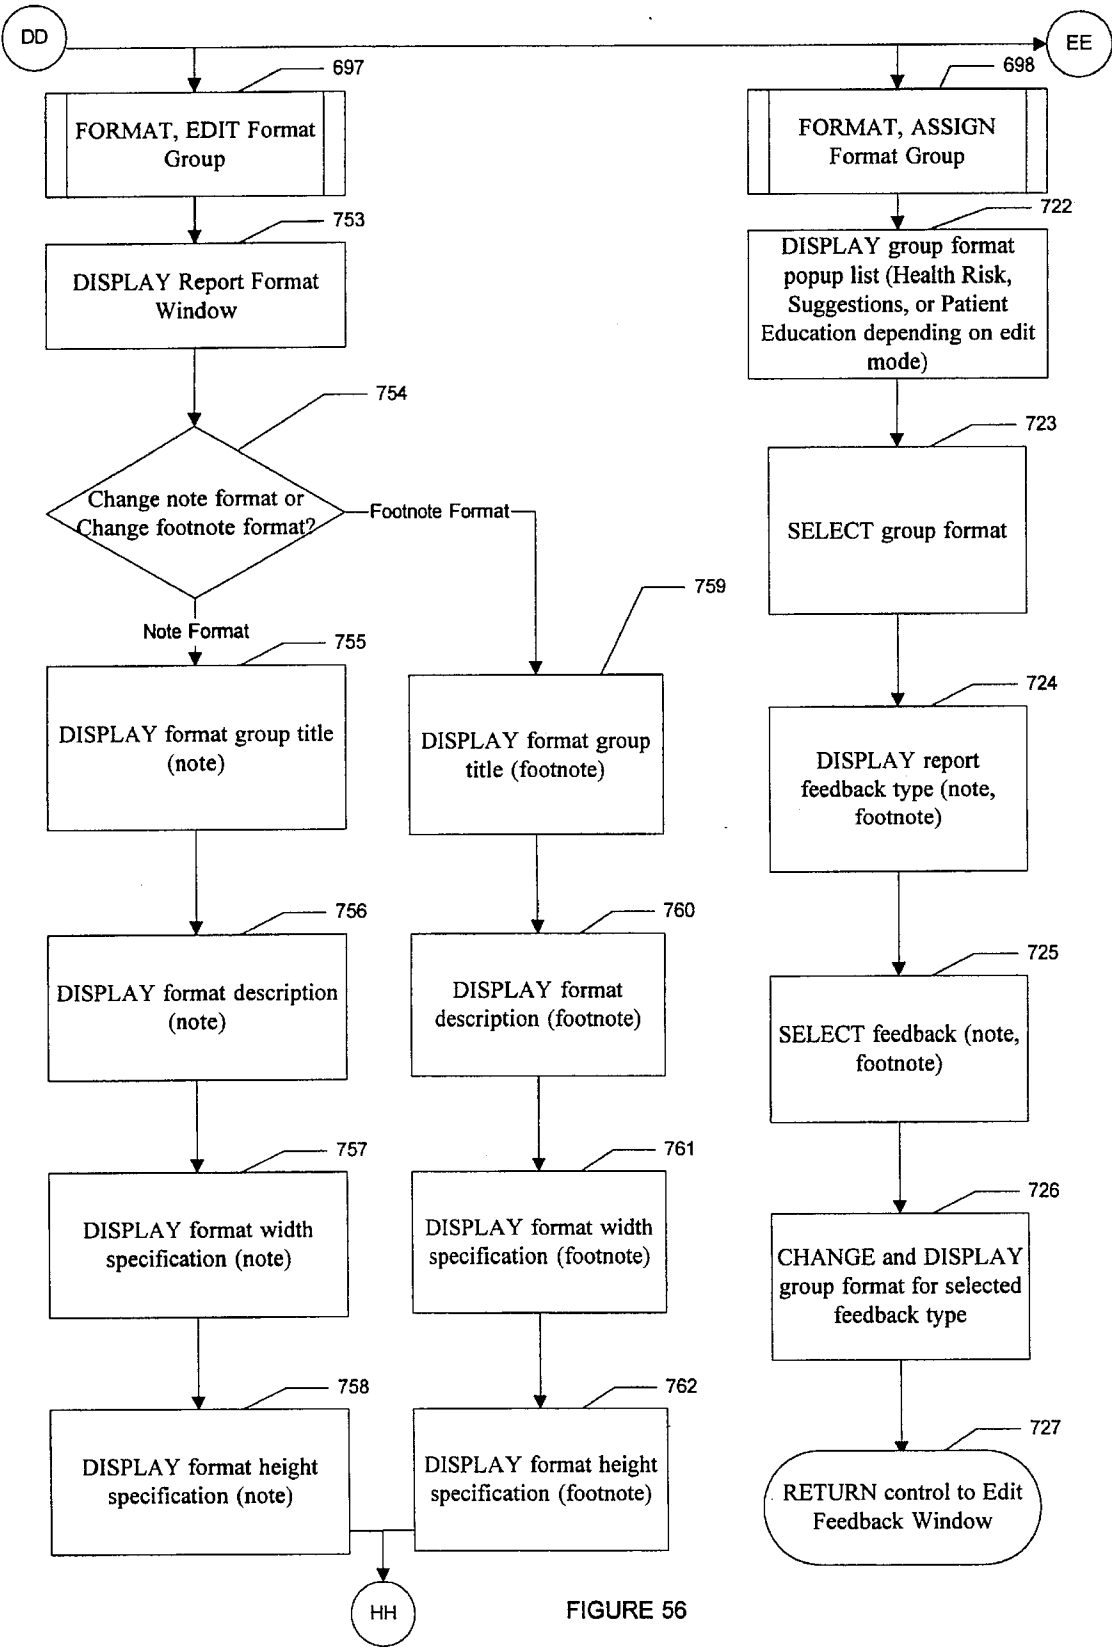 DD
EE
697
FORMAT, EDIT Format
Group
753
DISPLAY Report Format
Window
754
Change note format or
Change footnote format?
Footnote Format
Note Format
755
DISPLAY format group title
(note)
756
DISPLAY format description
(note)
757
DISPLAY format width
specification (note)
758
DISPLAY format height
specification (note)
759
DISPLAY format group
title (footnote)
760
DISPLAY format
description (footnote)
761
DISPLAY format width
specification (footnote)
762
DISPLAY format height
specification (footnote)
HH
698
FORMAT, ASSIGN
Format Group
722
DISPLAY group format
popup list (Health Risk,
Suggestions, or Patient
Education depending on edit
mode)
723
SELECT group format
724
DISPLAY report
feedback type (note,
footnote)
725
SELECT feedback (note,
footnote)
726
CHANGE and DISPLAY
group format for selected
feedback type
727
RETURN control to Edit
Feedback Window
FIGURE 56